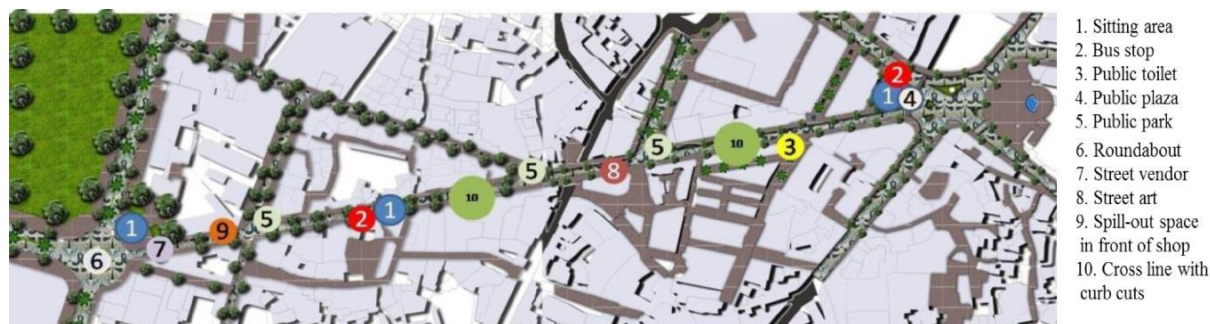 2
1
4
10
5
3
5
8
10
1
2
5
9
1
7
6
1. Sitting area
2. Bus stop
3. Public toilet
4. Public plaza
5. Public park
6. Roundabout
7. Street vendor
8. Street art
9. Spill-out space
in front of shop
10. Cross line with
curb cuts